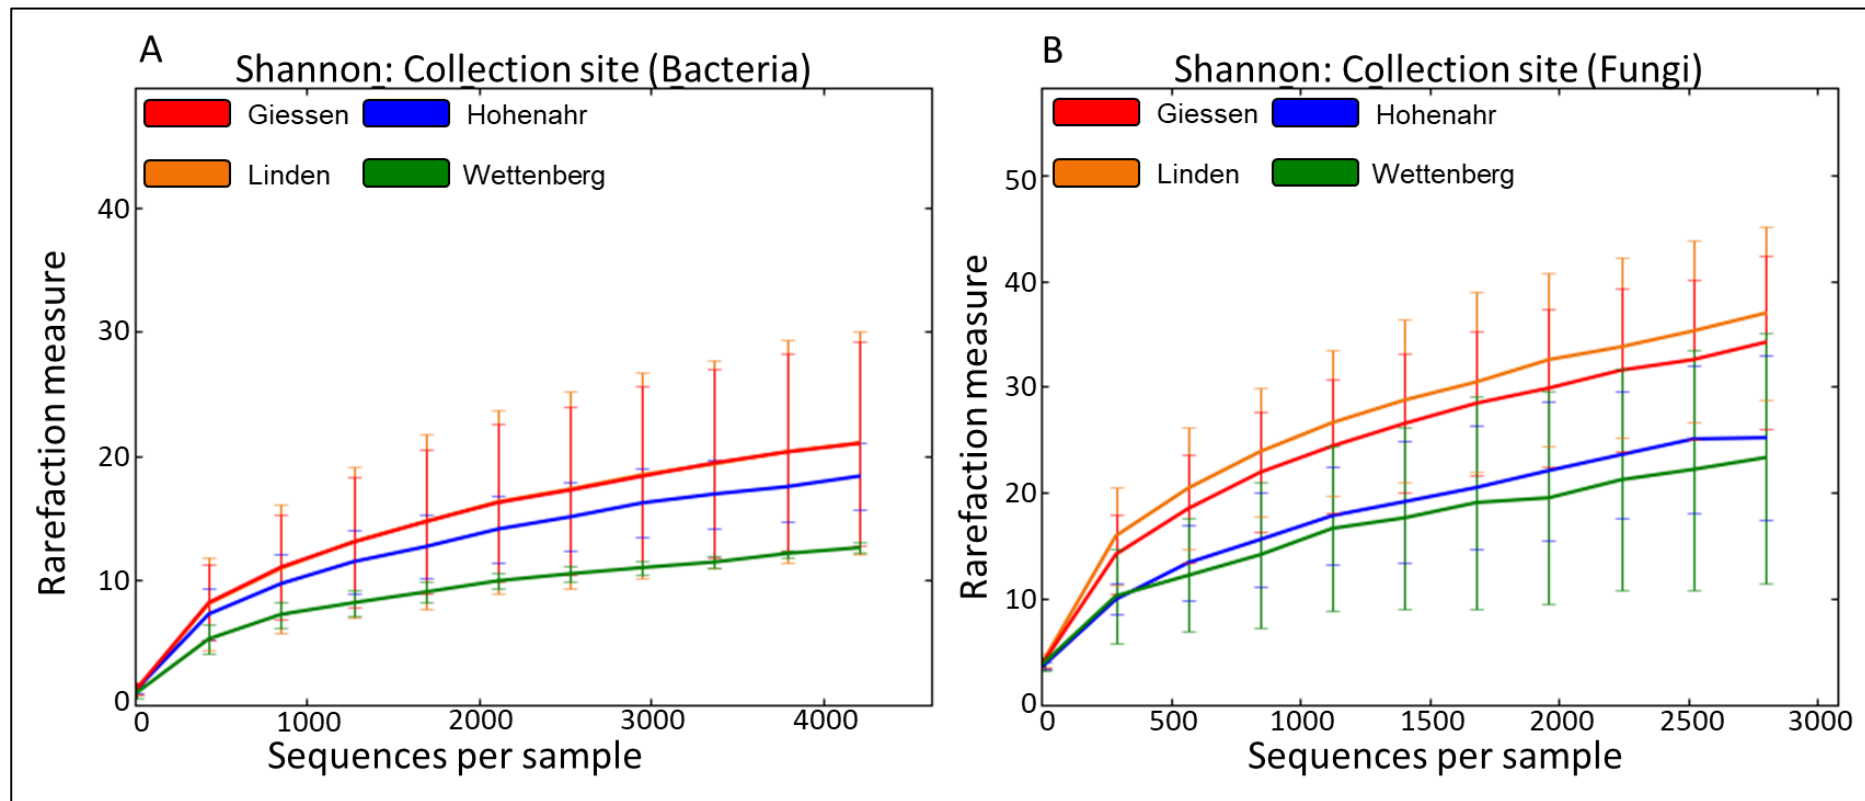 A
Shannon: Collection site (Bacteria)
Giessen Hohenahr
Linden Wettenberg
40
30
20
10
0
Rarefaction measure
0 1000 2000 3000 4000
Sequences per sample
B
Shannon: Collection site (Fungi)
Giessen Hohenahr
Linden Wettenberg
50
40
30
20
10
0
Rarefaction measure
0 500 1000 1500 2000 2500 3000
Sequences per sample